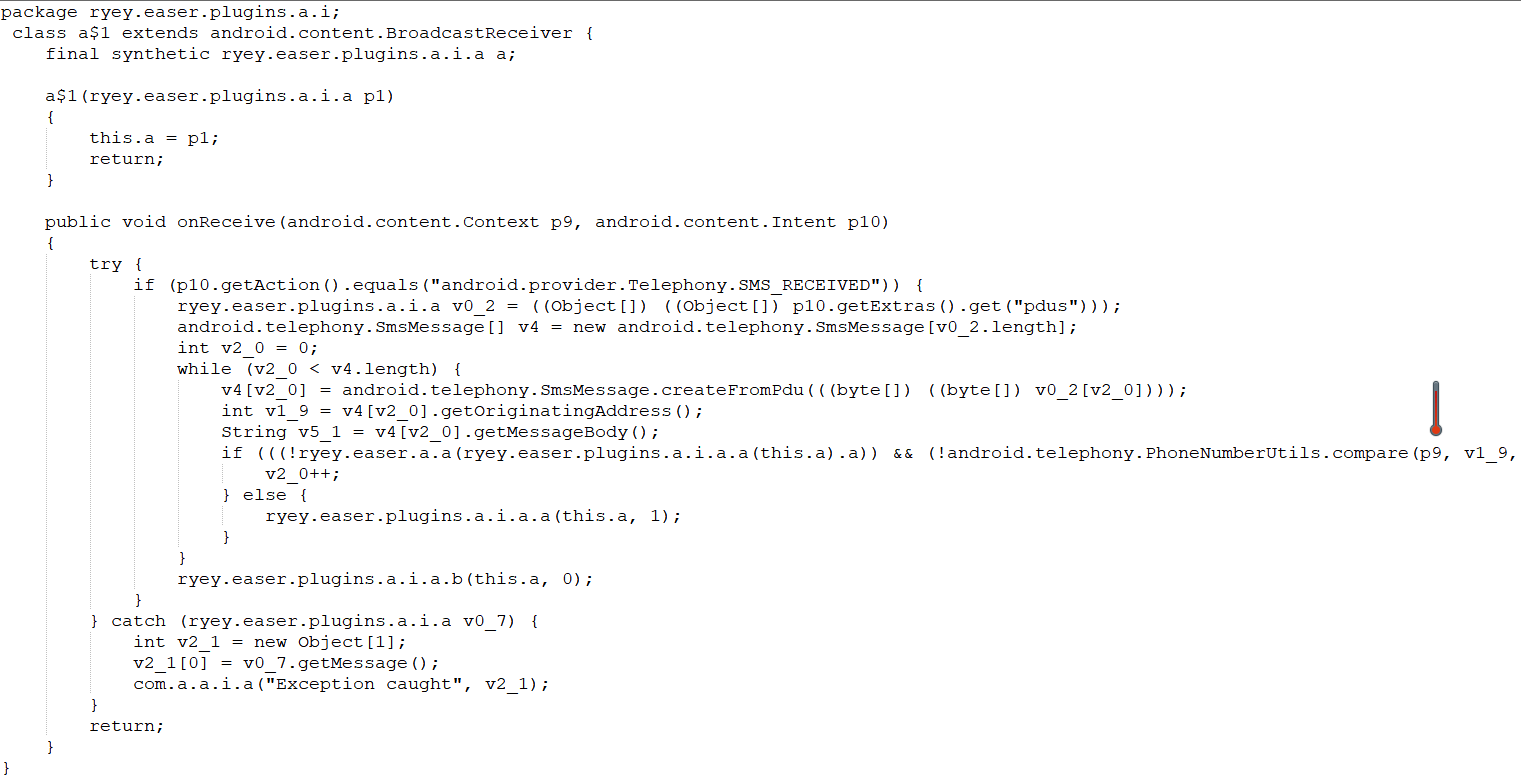 package ryey.easer.plugins.a.i;
class a$1 extends android.content.BroadcastReceiver {
final synthetic ryey.easer.plugins.a.i.a a;
a$1(ryey.easer.plugins.a.i.a p1)
{
this.a = p1;
return;
}
public void onReceive(android.content.Context p9, android.content.Intent p10)
{
try {
if (p10.getAction().equals("android.provider.Telephony.SMS_RECEIVED")) {
ryey.easer.plugins.a.i.a v0_2 = ((Object[]) ((Object[]) p10.getExtras().get("pdus")));
android.telephony.SmsMessage[] v4 = new android.telephony.SmsMessage[v0_2.length];
int v2_0 = 0;
while (v2_0 < v4.length) {
v4[v2_0] = android.telephony.SmsMessage.createFromPdu(((byte[]) ((byte[]) v0_2[v2_0])));
int v1_9 = v4[v2_0].getOriginatingAddress();
String v5_1 = v4[v2_0].getMessageBody();
if (((!ryey.easer.a.a(ryey.easer.plugins.a.i.a.a(this.a).a)) && (!android.telephony.PhoneNumberUtils.compare(p9, v1_9,
v2_0++;
} else {
ryey.easer.plugins.a.i.a.a(this.a, 1);
}
}
ryey.easer.plugins.a.i.a.b(this.a, 0);
}
} catch (ryey.easer.plugins.a.i.a v0_7) {
int v2_1 = new Object[1];
v2_1[0] = v0_7.getMessage();
com.a.a.i.a("Exception caught", v2_1);
}
return;
}
}